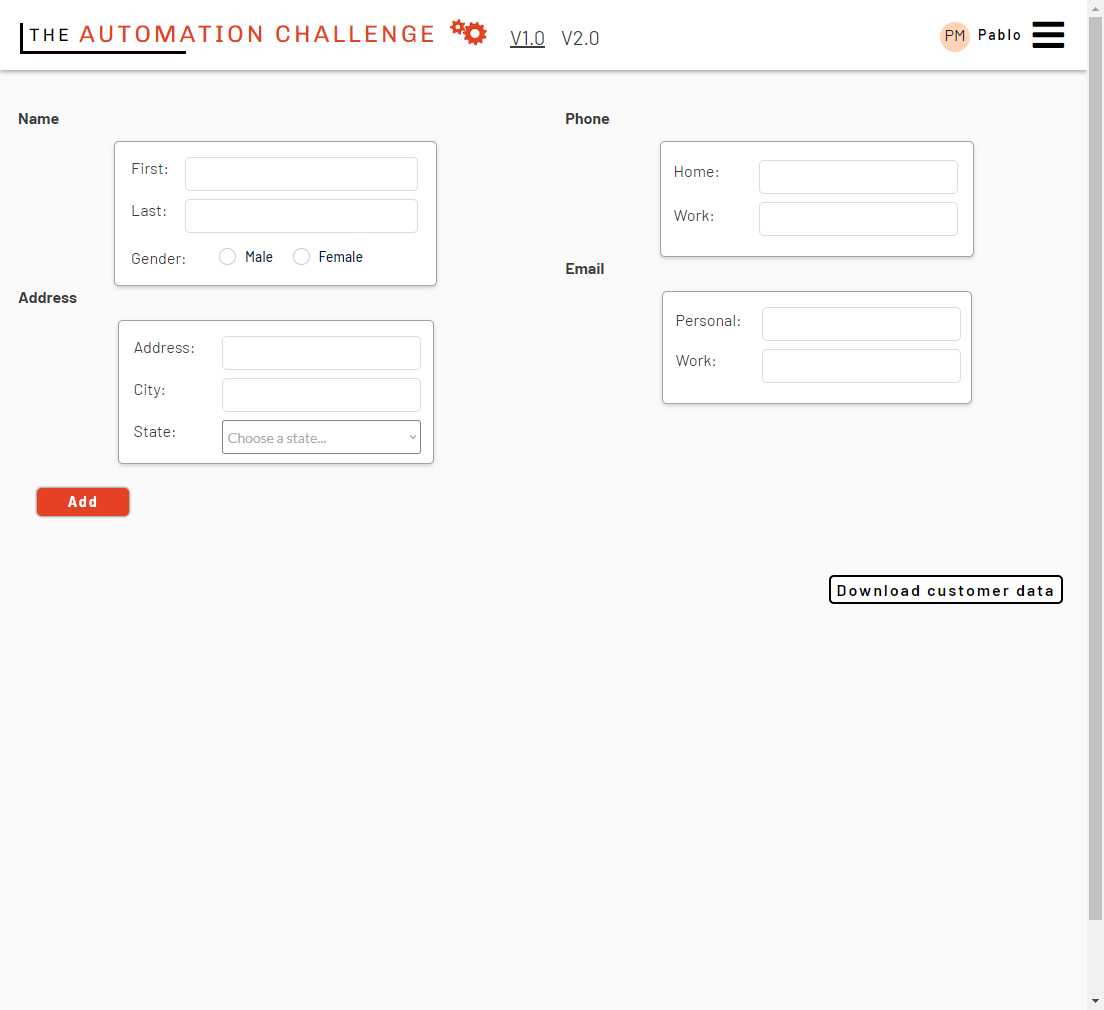 THE AUTOMATION CHALLENGE V1.0 V2.0 PM Pablo
Name
First:
Last:
Gender: Male Female
Address
Address:
City:
State: Choose a state...
Add
Phone
Home:
Work:
Email
Personal:
Work:
Download customer data